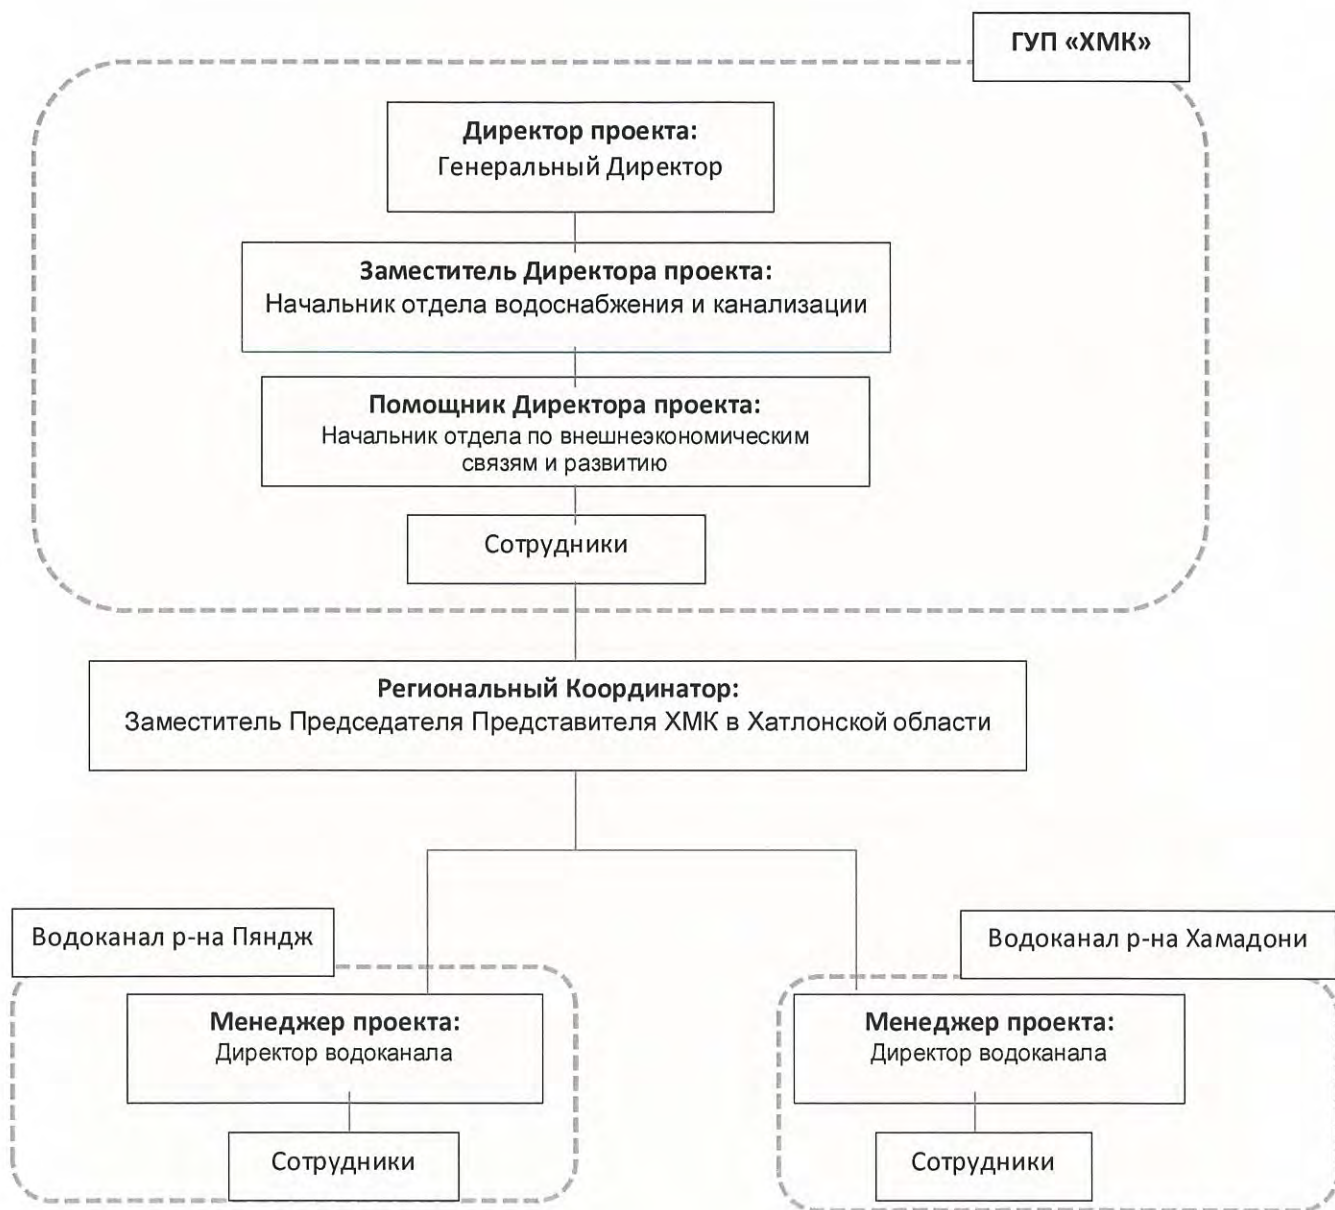 ГУП «ХМК»
Директор проекта:
Генеральный Директор
Заместитель Директора проекта:
Начальник отдела водоснабжения и канализации
Помощник Директора проекта:
Начальник отдела по внешнеэкономическим
связям и развитию
Сотрудники
Региональный Координатор:
Заместитель Председателя Представителя ХМК в Хатлонской области
Водоканал р-на Пяндж
Менеджер проекта:
Директор водоканала
Сотрудники
Водоканал р-на Хамадони
Менеджер проекта:
Директор водоканала
Сотрудники